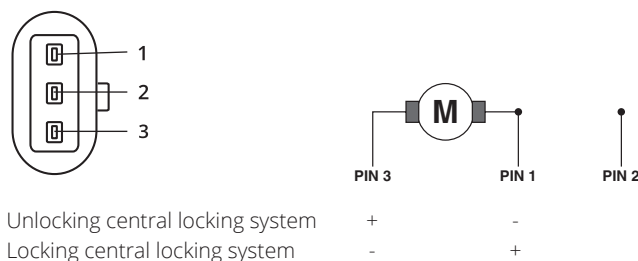 1
2
3
M
PIN 3 PIN 1 PIN 2
Unlocking central locking system + -
Locking central locking system - +